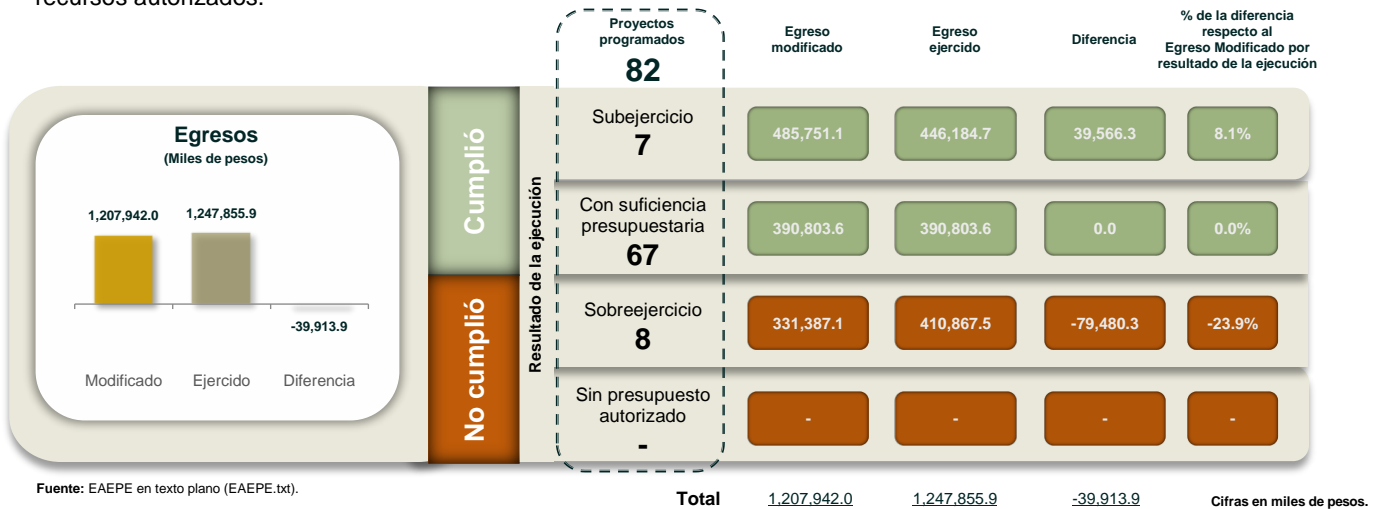 recursos autorizados.
Proyectos
programados
82
Egreso
modificado
Egreso
ejercido
Diferencia
% de la diferencia
respecto al
Egreso Modificado por
resultado de la ejecución
Egresos
(Miles de pesos)
1,207,942.0
1,247,855.9
-39,913.9
Modificado
Ejercido
Diferencia
Cumplió
No cumplió
Resultado de la ejecución
Subejercicio
7
485,751.1
446,184.7
39,566.3
8.1%
Con suficiencia
presupuestaria
67
390,803.6
390,803.6
0.0
0.0%
Sobreejercicio
8
331,387.1
410,867.5
-79,480.3
-23.9%
Sin presupuesto
autorizado
-
-
-
-
-
Fuente: EAEPE en texto plano (EAEPE.txt).
Total
1,207,942.0
1,247,855.9
-39,913.9
Cifras en miles de pesos.